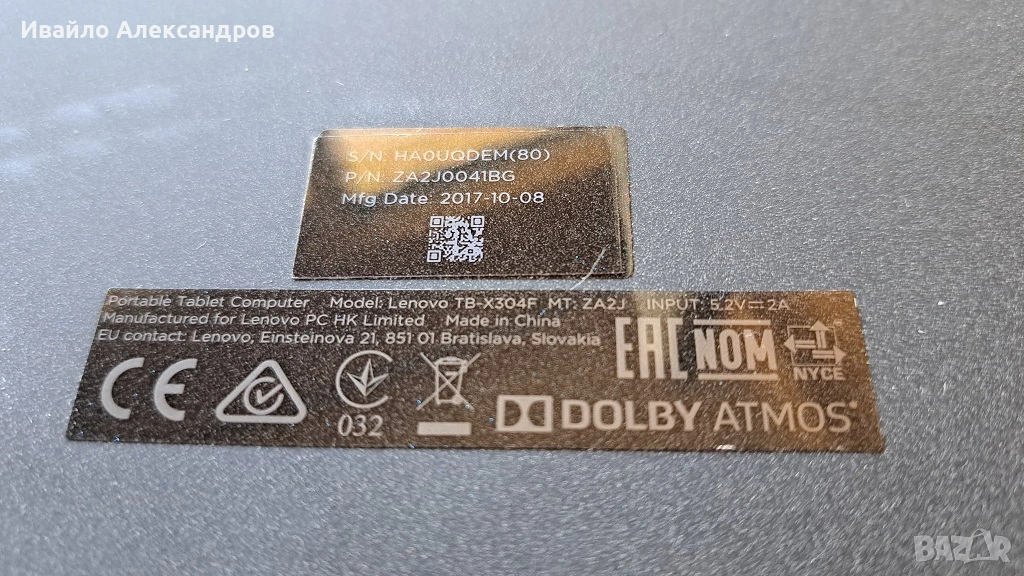 Ивайло Александров
S/N: HA0UQDEM(80)
P/N: ZA2J0041BG
Mfg Date: 2017-10-08
Portable Tablet Computer Model: Lenovo TB-X304F MT: ZA2J INPUT: 5.2V⎓2A
Manufactured for Lenovo PC HK Limited Made in China
EU contact: Lenovo, Einsteinova 21, 851 01 Bratislava, Slovakia
EAC NOM NYCE
CE 032 DOLBY ATMOS
BAZAR